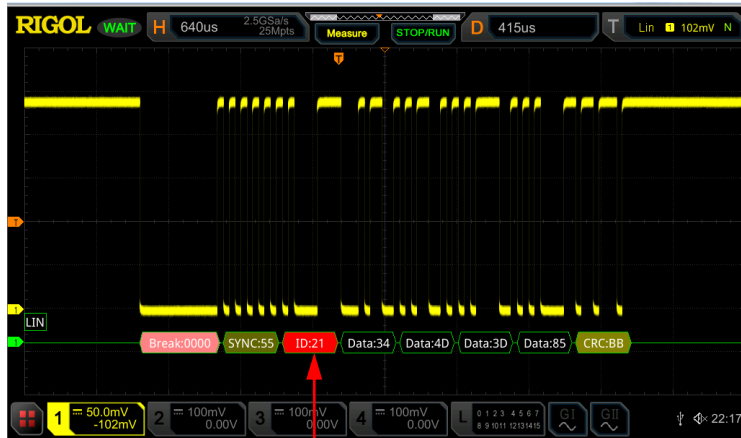 RIGOL WAIT H 640us 2.5GSa/s 25Mpts Measure STOP/RUN D 415us T Lin 1 102mV N
T
T
1
LIN
1 Break:0000 SYNC:55 ID:21 Data:34 Data:4D Data:3D Data:85 CRC:BB
1 50.0mV -102mV 2 100mV 0.00V 3 100mV 0.00V 4 100mV 0.00V L 0 1 2 3 4 5 6 7 8 9 10 11 12 13 14 15 GI GII 22:17